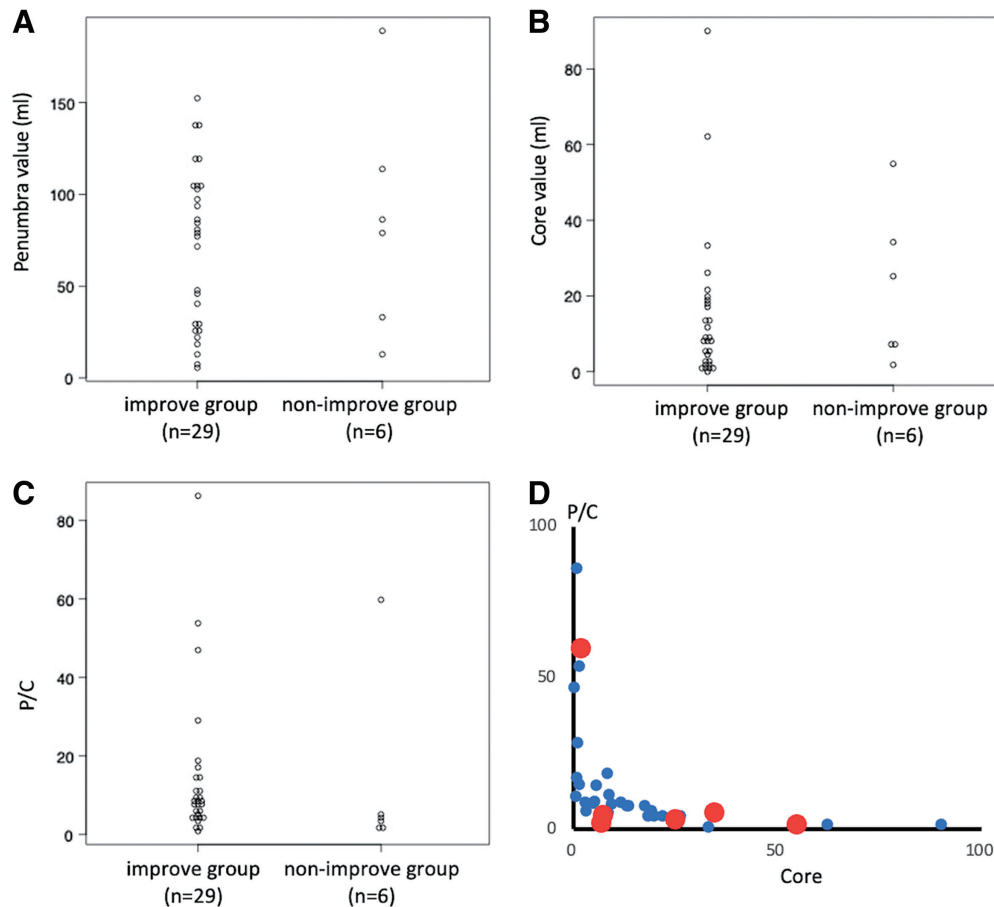 A
Penumbra value (ml)
150
100
50
0
improve group
(n=29)
non-improve group
(n=6)
B
Core value (ml)
80
60
40
20
0
improve group
(n=29)
non-improve group
(n=6)
C
P/C
80
60
40
20
0
improve group
(n=29)
non-improve group
(n=6)
D
P/C
100
50
0
0
50
100
Core